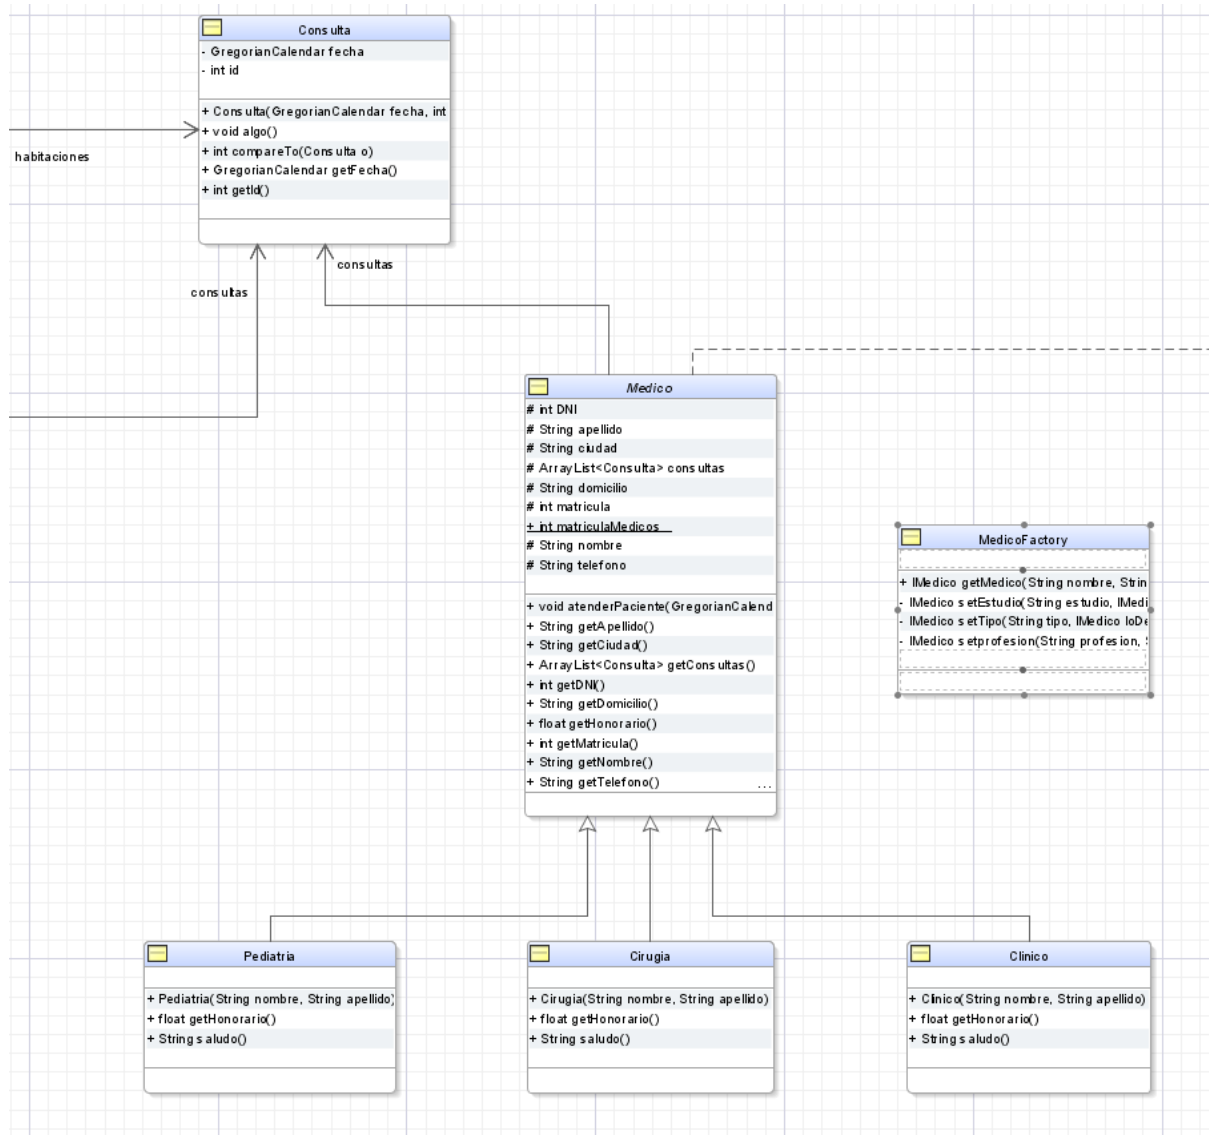 Consulta
- GregorianCalendar fecha
- int id
+ Consulta(GregorianCalendar fecha, int
+ void algo()
+ int compareTo(Consulta o)
+ GregorianCalendar getFecha()
+ int getId()
habitaciones
consultas
consultas
Medico
# int DNI
# String apellido
# String ciudad
# ArrayList<Consulta> consultas
# String domicilio
# int matricula
+ int matriculaMedicos
# String nombre
# String telefono
+ void atenderPaciente(GregorianCalend
+ String getApellido()
+ String getCiudad()
+ ArrayList<Consulta> getConsultas()
+ int getDNI()
+ String getDomicilio()
+ float getHonorario()
+ int getMatricula()
+ String getNombre()
+ String getTelefono() ...
MedicoFactory
+ IMedico getMedico(String nombre, Strin
- IMedico setEstudio(String estudio, IMedi
- IMedico setTipo(String tipo, IMedico loDe
- IMedico setprofesion(String profesion,
Pediatria
+ Pediatria(String nombre, String apellido)
+ float getHonorario()
+ String saludo()
Cirugia
+ Cirugia(String nombre, String apellido)
+ float getHonorario()
+ String saludo()
Clinico
+ Clinico(String nombre, String apellido)
+ float getHonorario()
+ String saludo()